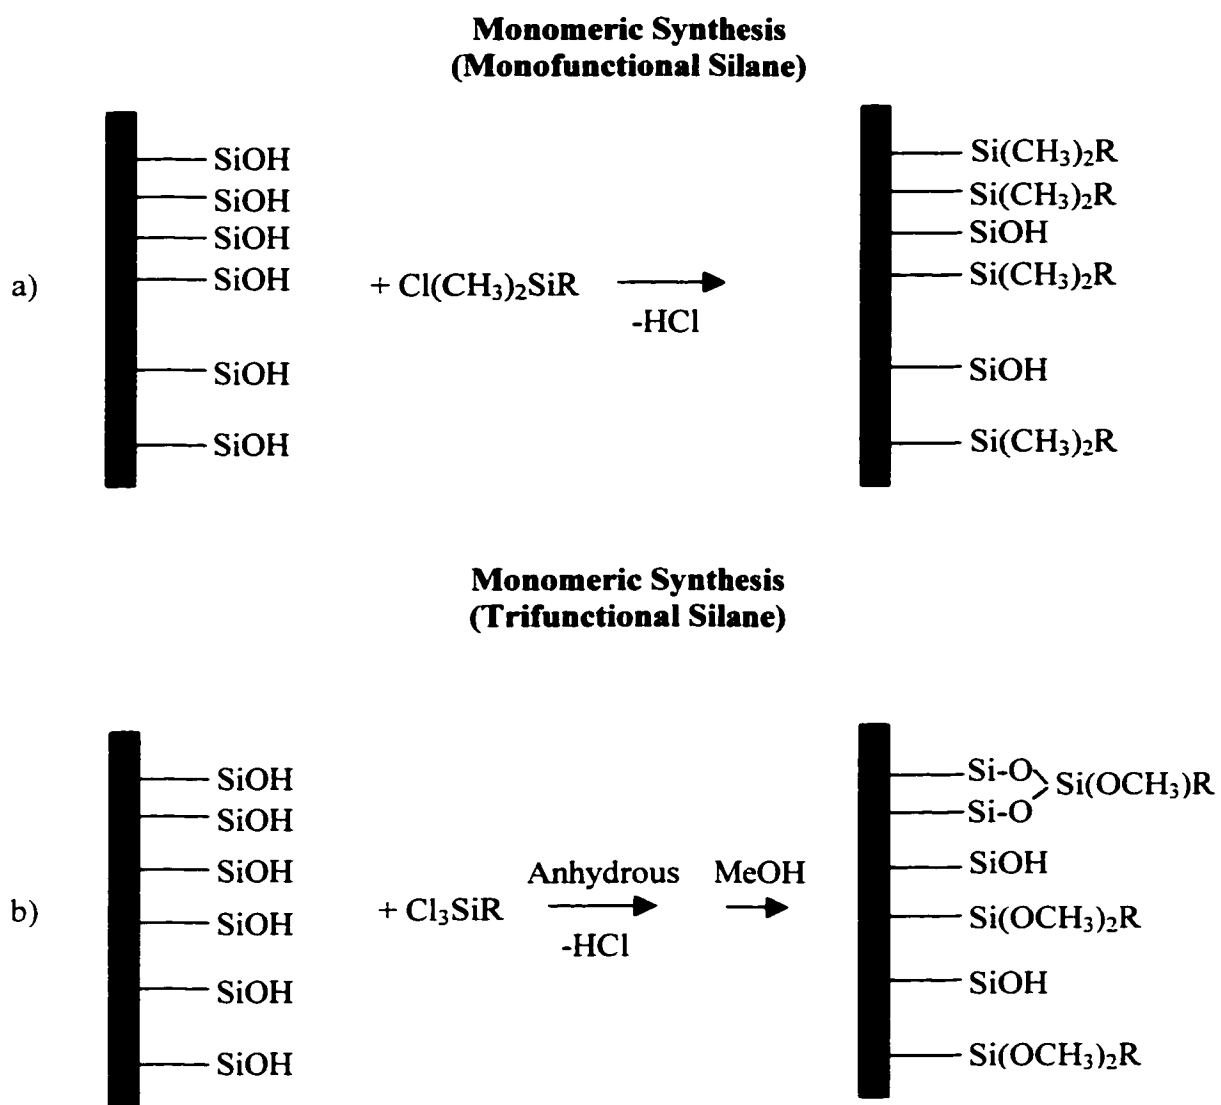 Monomeric Synthesis
(Monofunctional Silane)
a)
SiOH
SiOH
SiOH
SiOH
SiOH
SiOH
+ Cl(CH₃)₂SiR
-HCl
Si(CH₃)₂R
Si(CH₃)₂R
SiOH
Si(CH₃)₂R
SiOH
Si(CH₃)₂R
Monomeric Synthesis
(Trifunctional Silane)
b)
SiOH
SiOH
SiOH
SiOH
SiOH
SiOH
+ Cl₃SiR
Anhydrous
-HCl
MeOH
Si-O
Si-O
Si(OCH₃)R
SiOH
Si(OCH₃)₂R
SiOH
Si(OCH₃)₂R